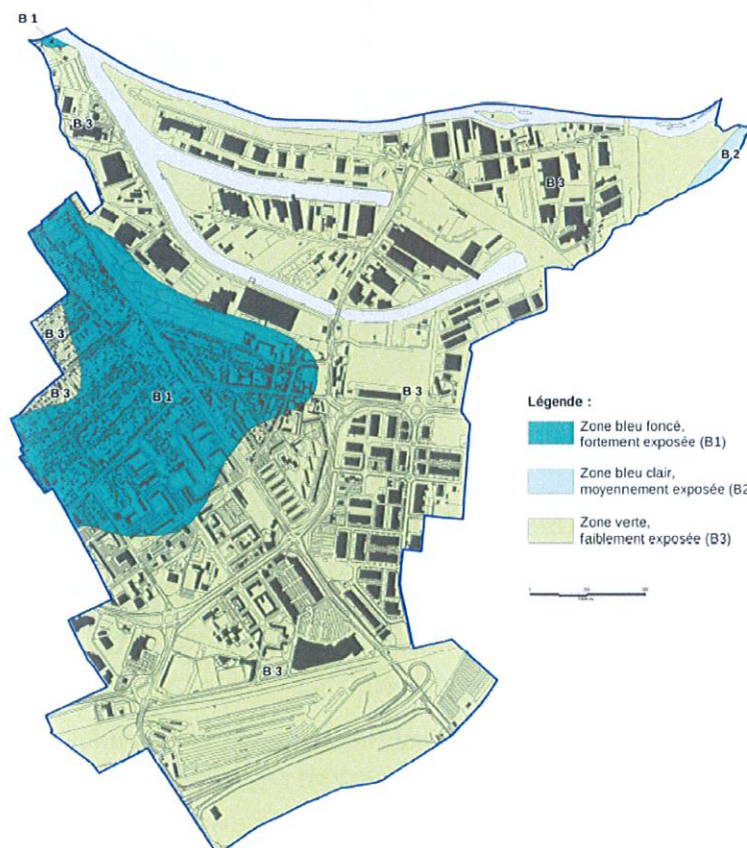 B 1
B 3
B 3
B 2
B 3
B 3
B 1
B 3
B 3
Légende :
Zone bleu foncé,
fortement exposée (B1)
Zone bleu clair,
moyennement exposée (B2
Zone verte,
faiblement exposée (B3)